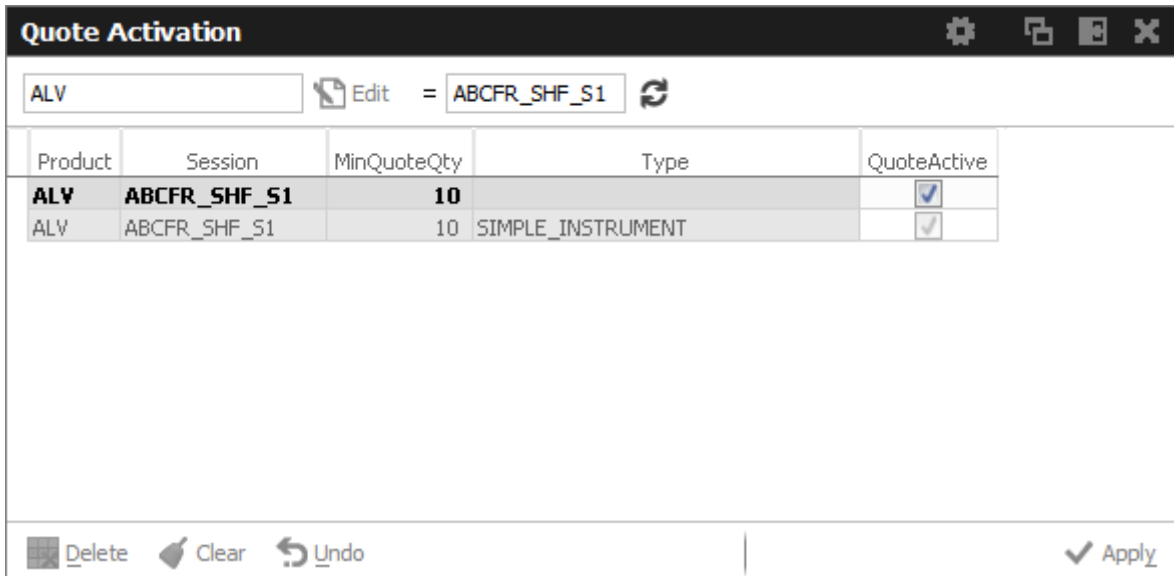 Quote Activation
ALV Edit = ABCFR_SHF_S1
Product Session MinQuoteQty Type QuoteActive
ALV ABCFR_SHF_S1 10
ALV ABCFR_SHF_S1 10 SIMPLE_INSTRUMENT
Delete Clear Undo Apply